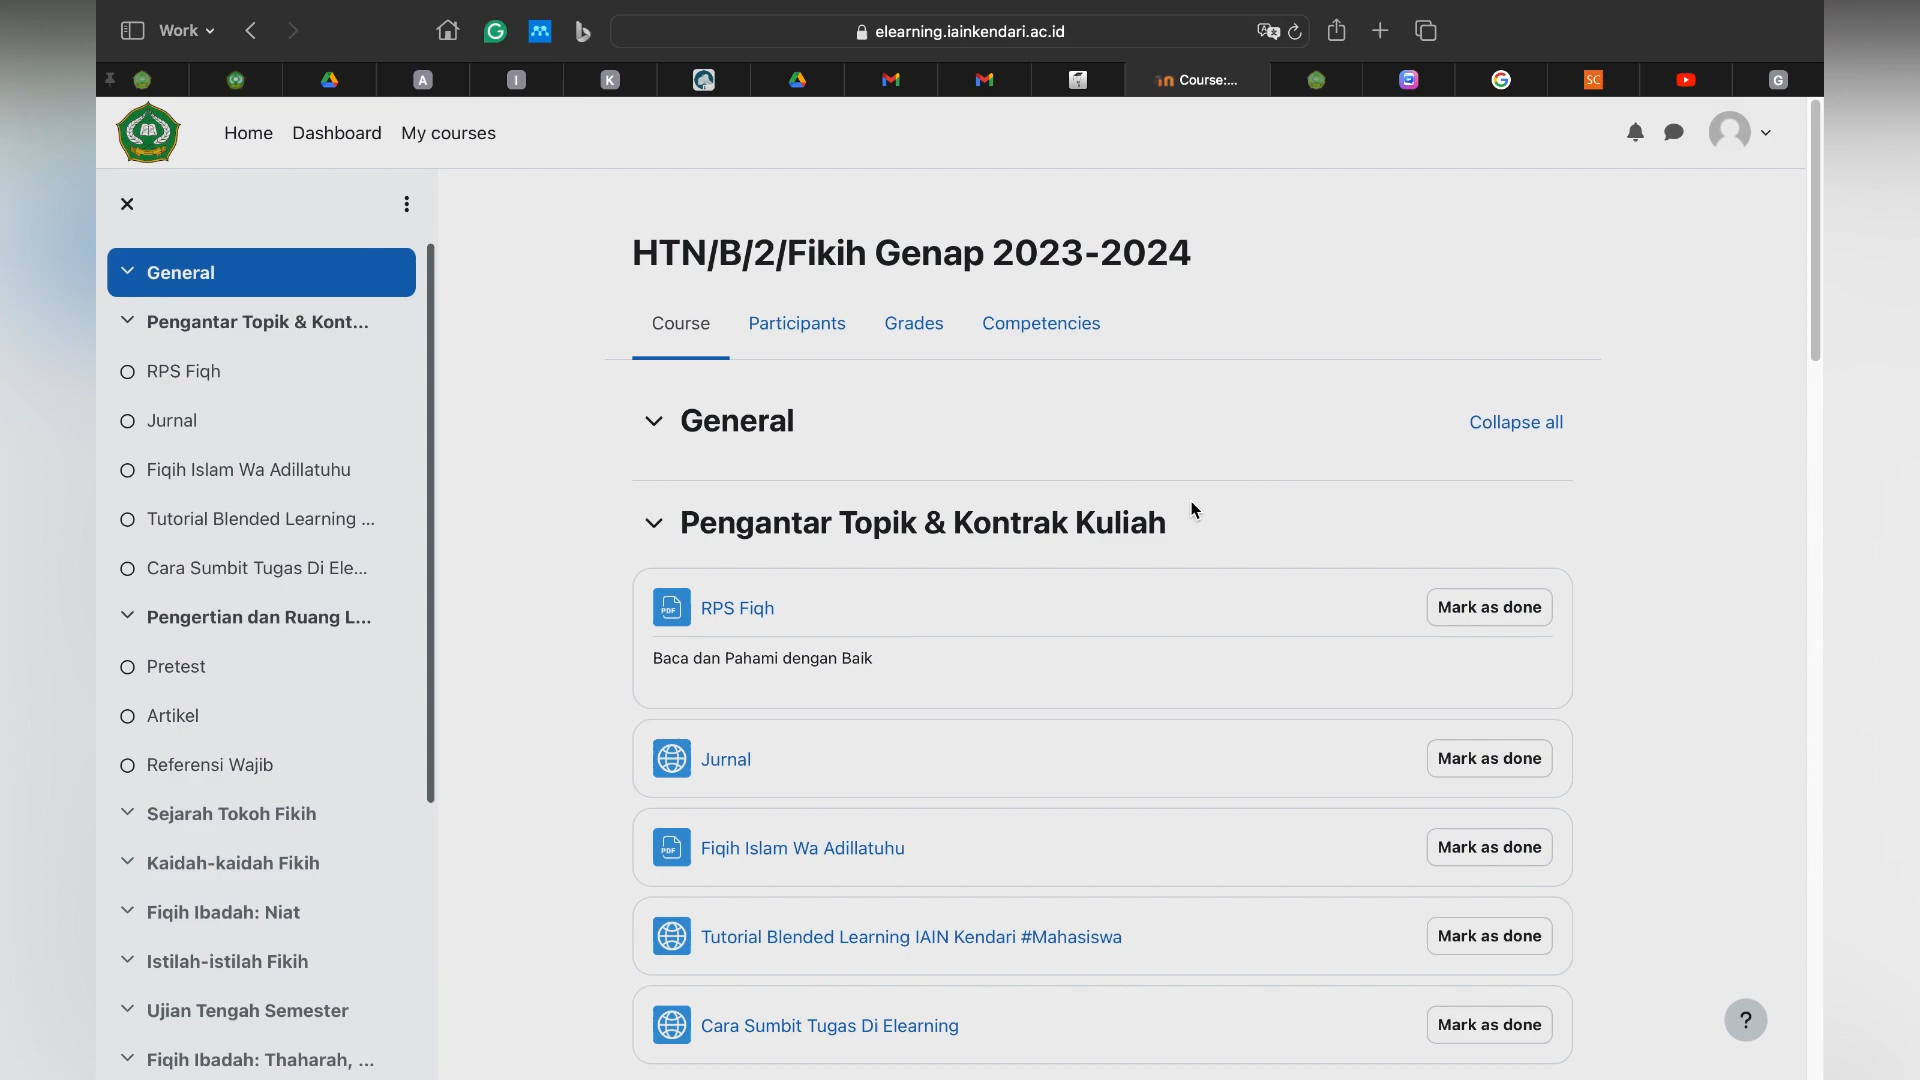 Work
elearning.iainkendari.ac.id
A
I
K
Course:...
SC
G
Home Dashboard My courses
General
Pengantar Topik & Kont...
RPS Fiqh
Jurnal
Fiqih Islam Wa Adillatuhu
Tutorial Blended Learning ...
Cara Sumbit Tugas Di Ele...
Pengertian dan Ruang L...
Pretest
Artikel
Referensi Wajib
Sejarah Tokoh Fikih
Kaidah-kaidah Fikih
Fiqih Ibadah: Niat
Istilah-istilah Fikih
Ujian Tengah Semester
Fiqih Ibadah: Thaharah, ...
HTN/B/2/Fikih Genap 2023-2024
Course Participants Grades Competencies
General
Collapse all
Pengantar Topik & Kontrak Kuliah
PDF
RPS Fiqh
Mark as done
Baca dan Pahami dengan Baik
Jurnal
Mark as done
PDF
Fiqih Islam Wa Adillatuhu
Mark as done
Tutorial Blended Learning IAIN Kendari #Mahasiswa
Mark as done
Cara Sumbit Tugas Di Elearning
Mark as done
?